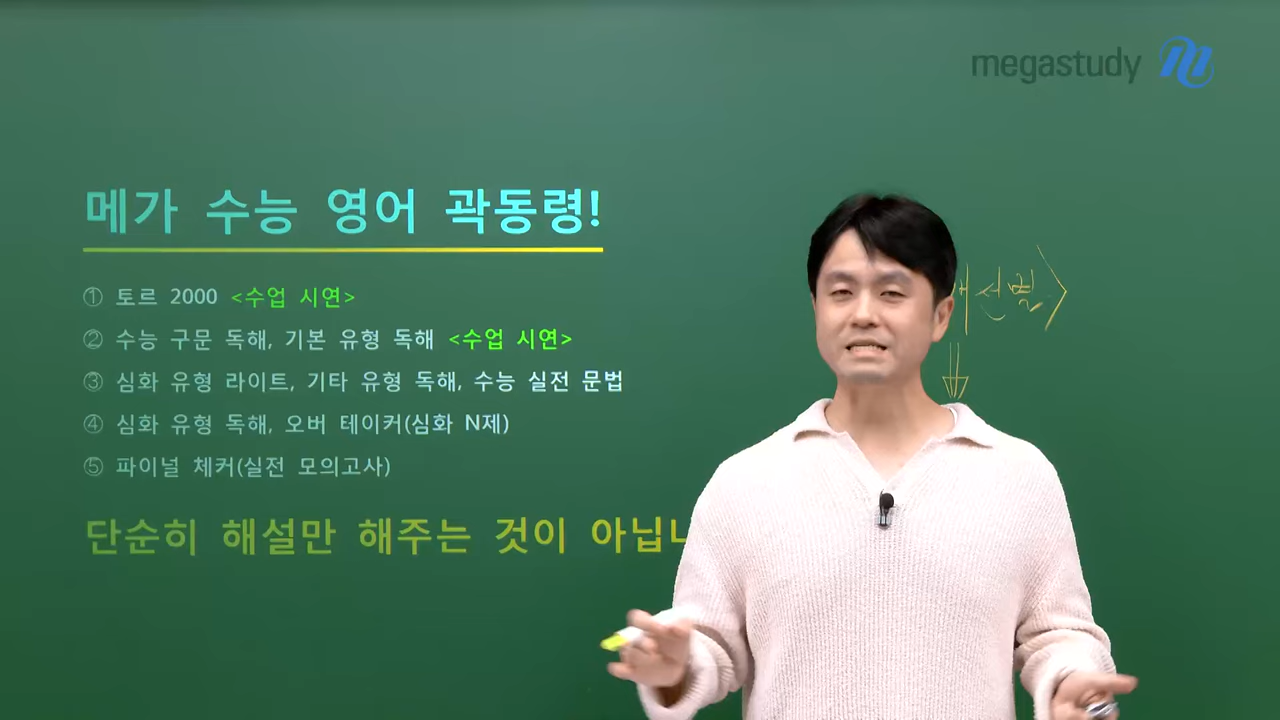 megastudy
메가 수능 영어 곽동령!
① 토르 2000 <수업 시연>
② 수능 구문 독해, 기본 유형 독해 <수업 시연>
③ 심화 유형 라이트, 기타 유형 독해, 수능 실전 문법
④ 심화 유형 독해, 오버 테이커(심화 N제)
⑤ 파이널 체커(실전 모의고사)
단순히 해설만 해주는 것이 아닙니